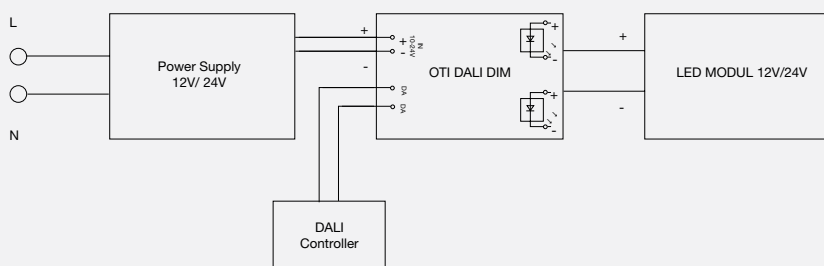 L
N
Power Supply
12V/ 24V
+
-
+
-
IN
10-24V
DA
DA
OTI DALI DIM
+
-
+
-
+
-
LED MODUL 12V/24V
DALI
Controller